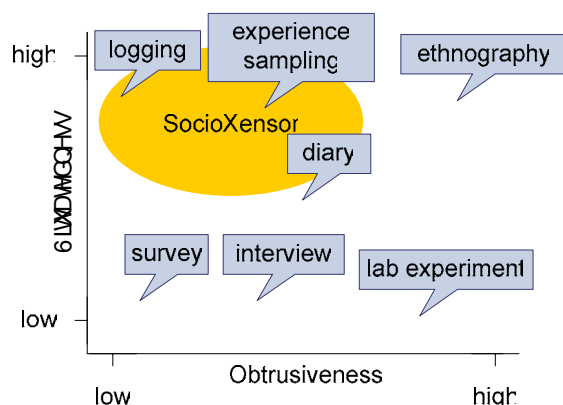 logging
experience
sampling
ethnography
high
SocioXensor
diary
survey
interview
lab experiment
low
Obtrusiveness
low
high